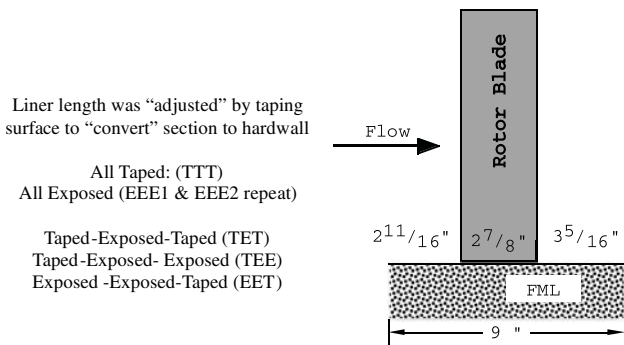 Liner length was “adjusted” by taping
surface to “convert” section to hardwall
All Taped: (TTT)
All Exposed (EEE1 & EEE2 repeat)
Taped-Exposed-Taped (TET)
Taped-Exposed- Exposed (TEE)
Exposed -Exposed-Taped (EET)
Flow
Rotor Blade
2 11/16"
2 7/8"
3 5/16"
FML
9 "